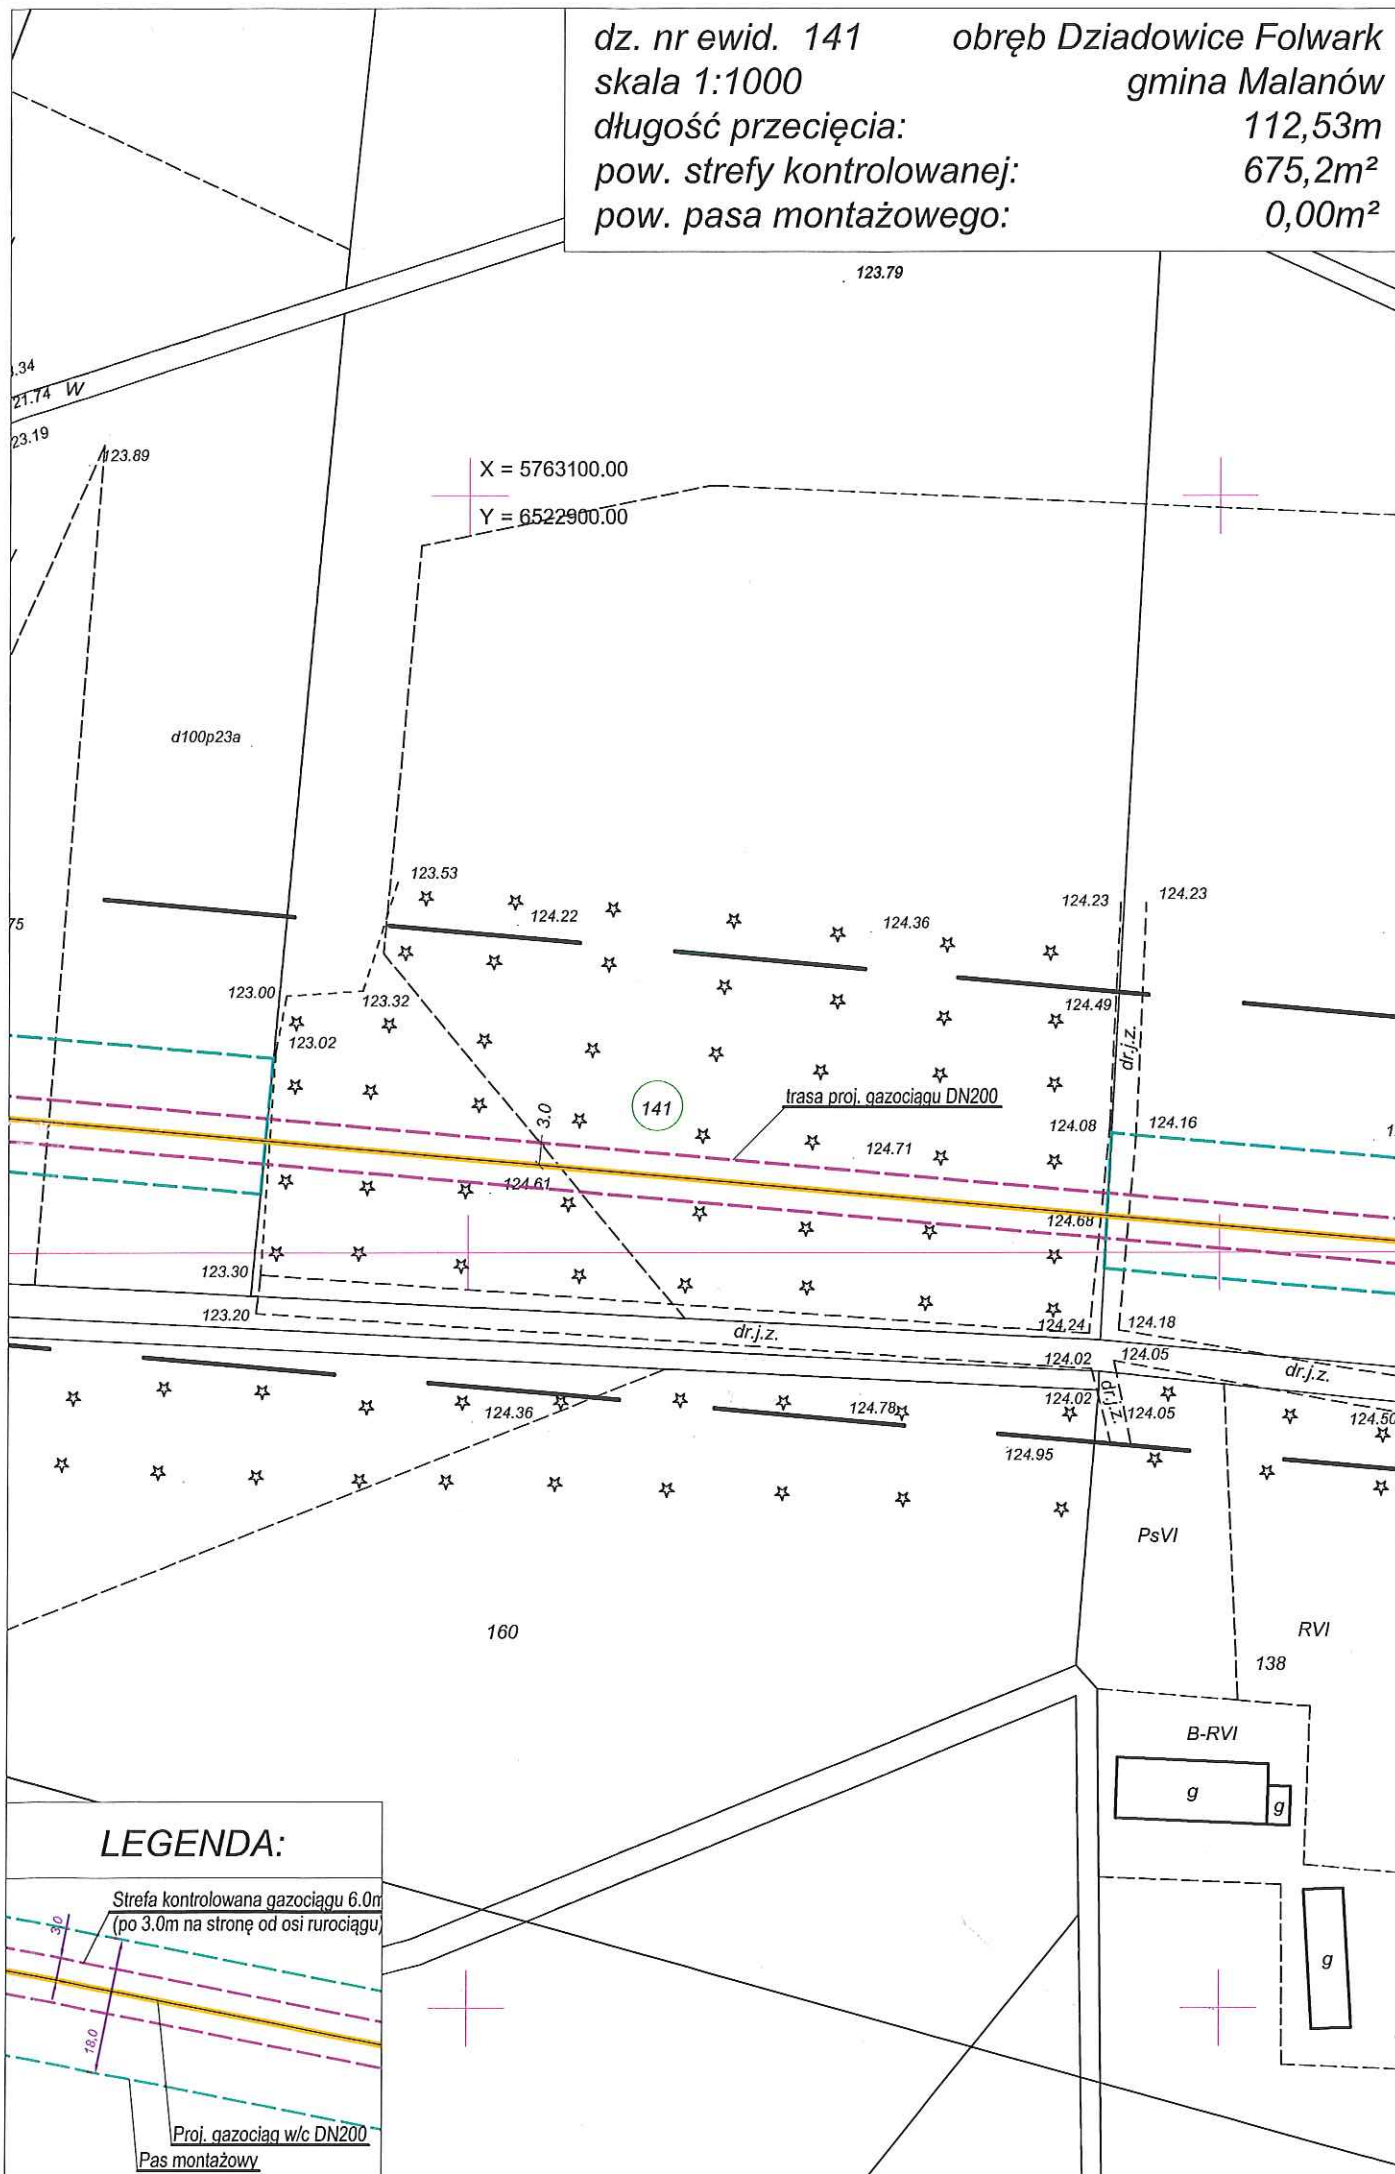 dz. nr ewid. 141 obręb Dziadowice Folwark
skala 1:1000 gmina Malanów
długość przecięcia: 112,53m
pow. strefy kontrolowanej: 675,2m²
pow. pasa montażowego: 0,00m²
123.79
21.74 W
23.19
123.89
X = 5763100.00
Y = 6522900.00
d100p23a
123.53
124.22
124.36
124.23
124.23
123.00
123.32
124.49
123.02
dr.j.z.
trasa proj. gazociągu DN200
3.0
141
124.08
124.16
124.71
124.61
124.68
123.30
123.20
dr.j.z.
124.24
124.18
124.02
124.05
dr.j.z.
124.36
124.78
124.02
dr.j.z.
124.05
124.50
124.95
PsVI
160
RVI
138
B-RVI
g
g
g
LEGENDA:
Strefa kontrolowana gazociągu 6.0m
(po 3.0m na stronę od osi rurociągu)
3.0
18.0
Proj. gazociąg w/c DN200
Pas montażowy